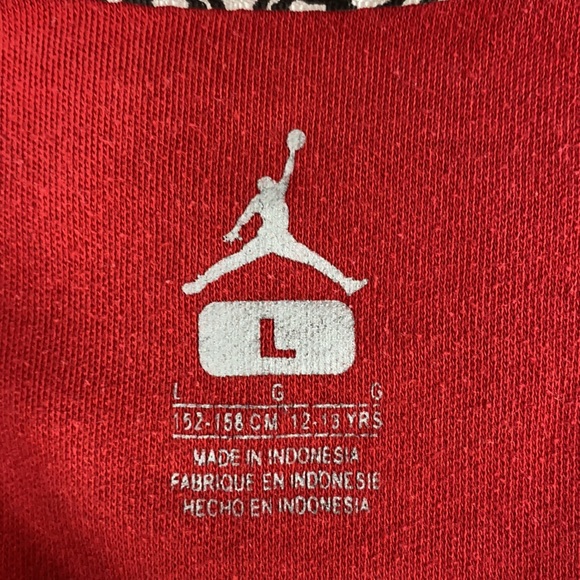 L
L G G
152-158 CM 12-13 YRS
MADE IN INDONESIA
FABRIQUE EN INDONESIE
HECHO EN INDONESIA